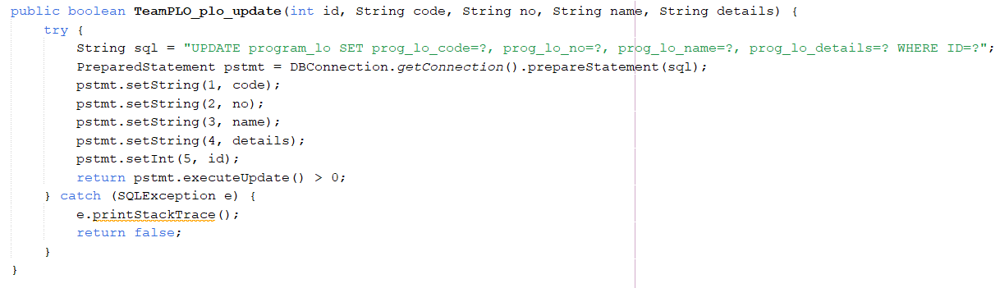 public boolean TeamPLO_plo_update(int id, String code, String no, String name, String details) {
    try {
        String sql = "UPDATE program_lo SET prog_lo_code=?, prog_lo_no=?, prog_lo_name=?, prog_lo_details=? WHERE ID=?";
        PreparedStatement pstmt = DBConnection.getConnection().prepareStatement(sql);
        pstmt.setString(1, code);
        pstmt.setString(2, no);
        pstmt.setString(3, name);
        pstmt.setString(4, details);
        pstmt.setInt(5, id);
        return pstmt.executeUpdate() > 0;
    } catch (SQLException e) {
        e.printStackTrace();
        return false;
    }
}